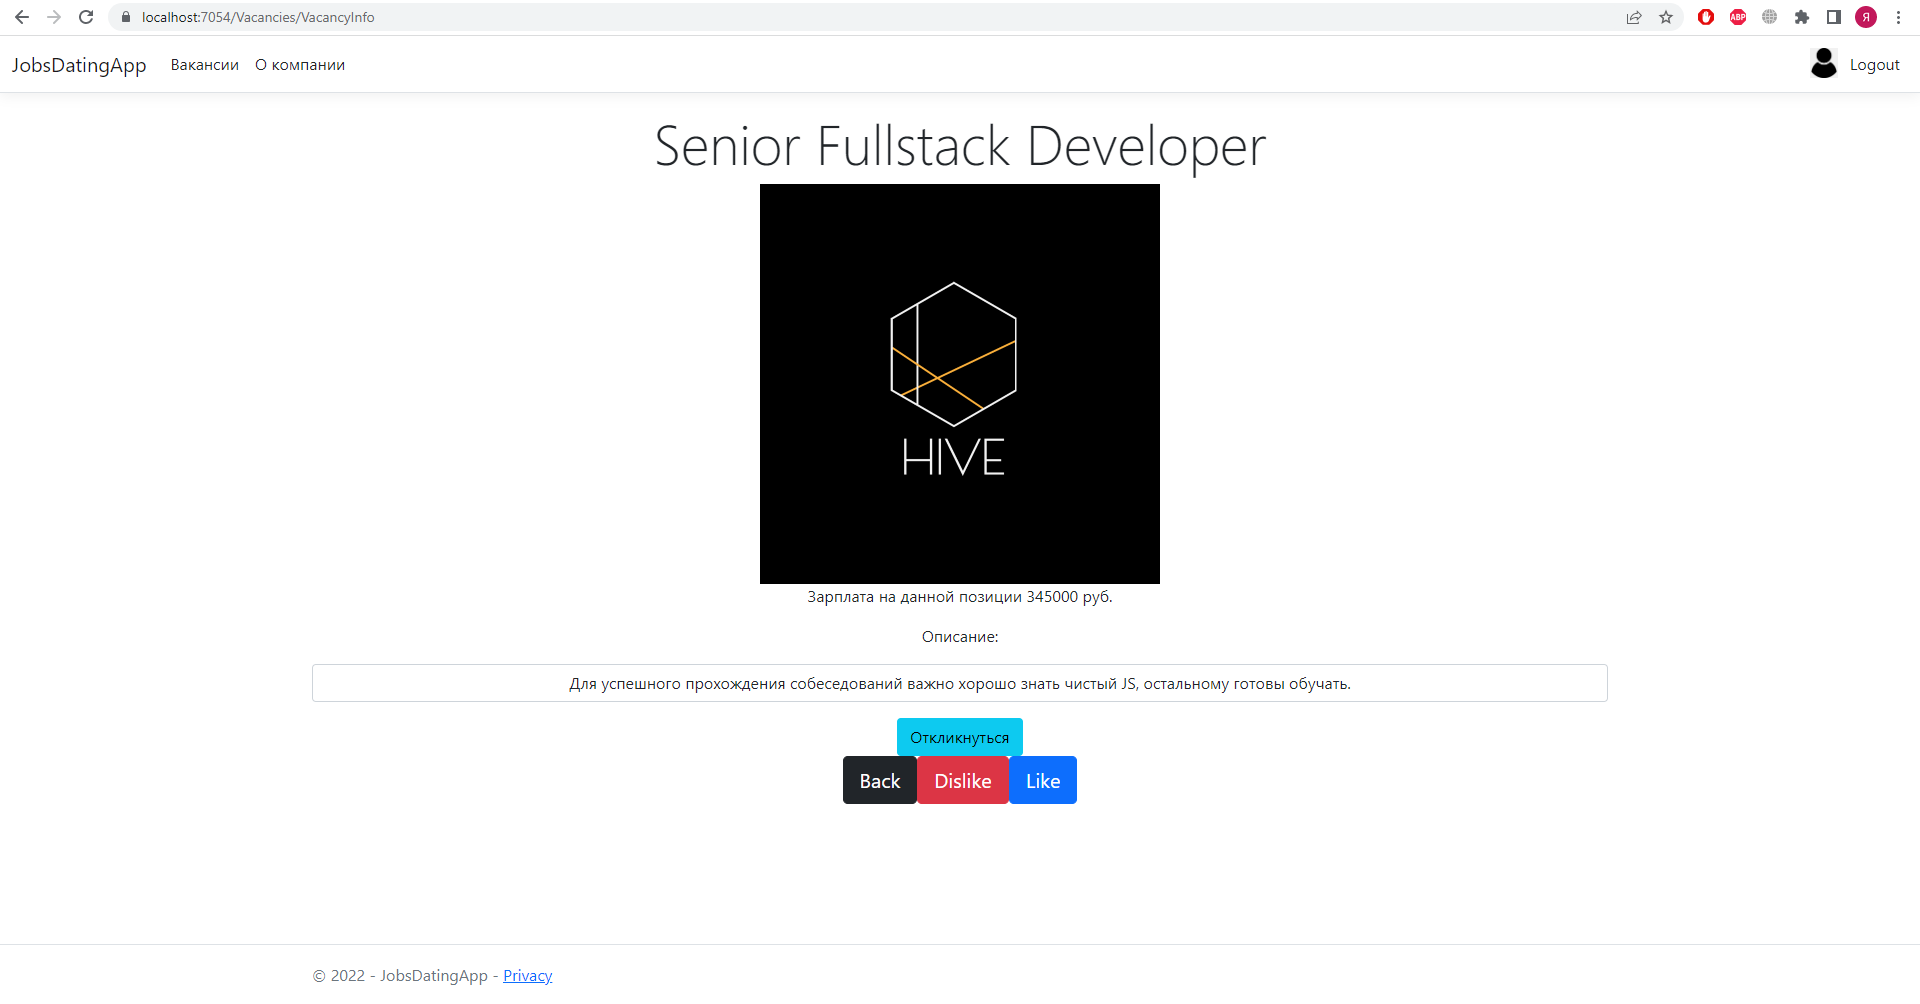 localhost:7054/Vacancies/VacancyInfo
ABP
Я
JobsDatingApp Вакансии О компании Logout
Senior Fullstack Developer
HIVE
Зарплата на данной позиции 345000 руб.
Описание:
Для успешного прохождения собеседований важно хорошо знать чистый JS, остальному готовы обучать.
Откликнуться
Back Dislike Like
© 2022 - JobsDatingApp - Privacy